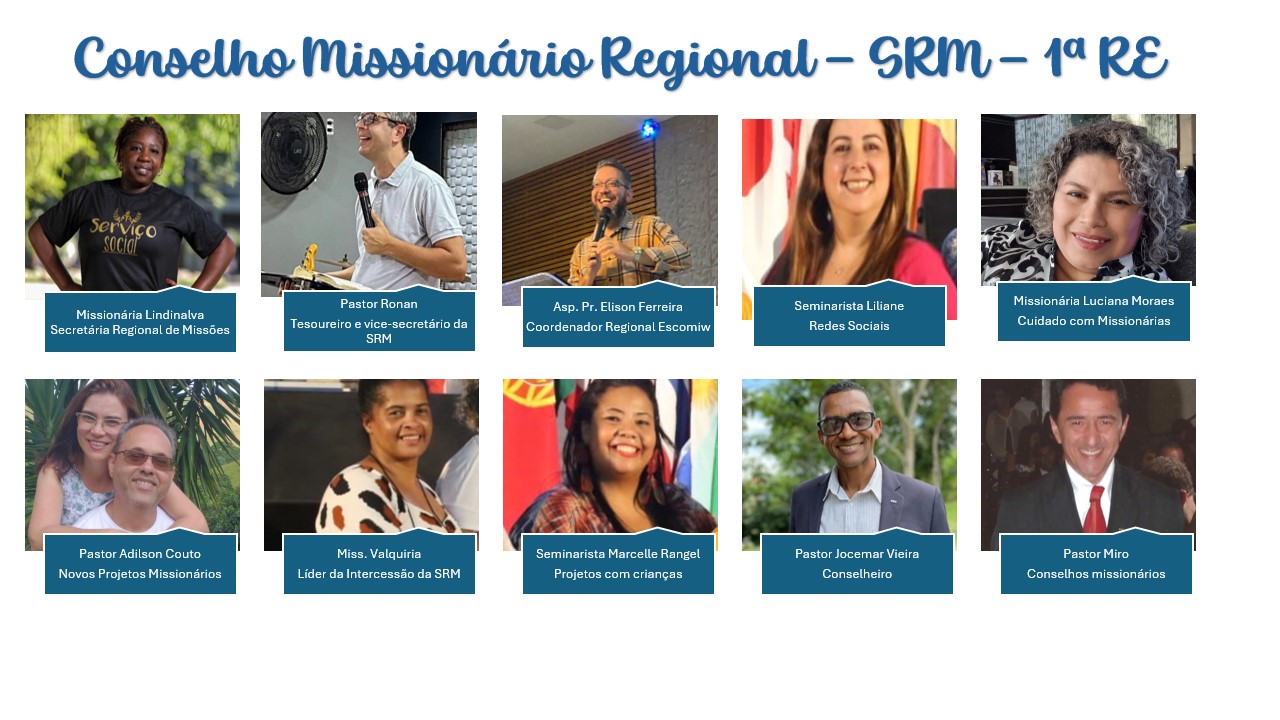 Conselho Missionário Regional – SRM – 1ª RE
Serviço
social
Missionária Lindinalva
Secretária Regional de Missões
Pastor Ronan
Tesoureiro e vice-secretário da
SRM
Asp. Pr. Elison Ferreira
Coordenador Regional Escomiw
Seminarista Liliane
Redes Sociais
Missionária Luciana Moraes
Cuidado com Missionárias
Pastor Adilson Couto
Novos Projetos Missionários
Miss. Valquiria
Líder da Intercessão da SRM
Seminarista Marcelle Rangel
Projetos com crianças
Pastor Jocemar Vieira
Conselheiro
Pastor Miro
Conselhos missionários